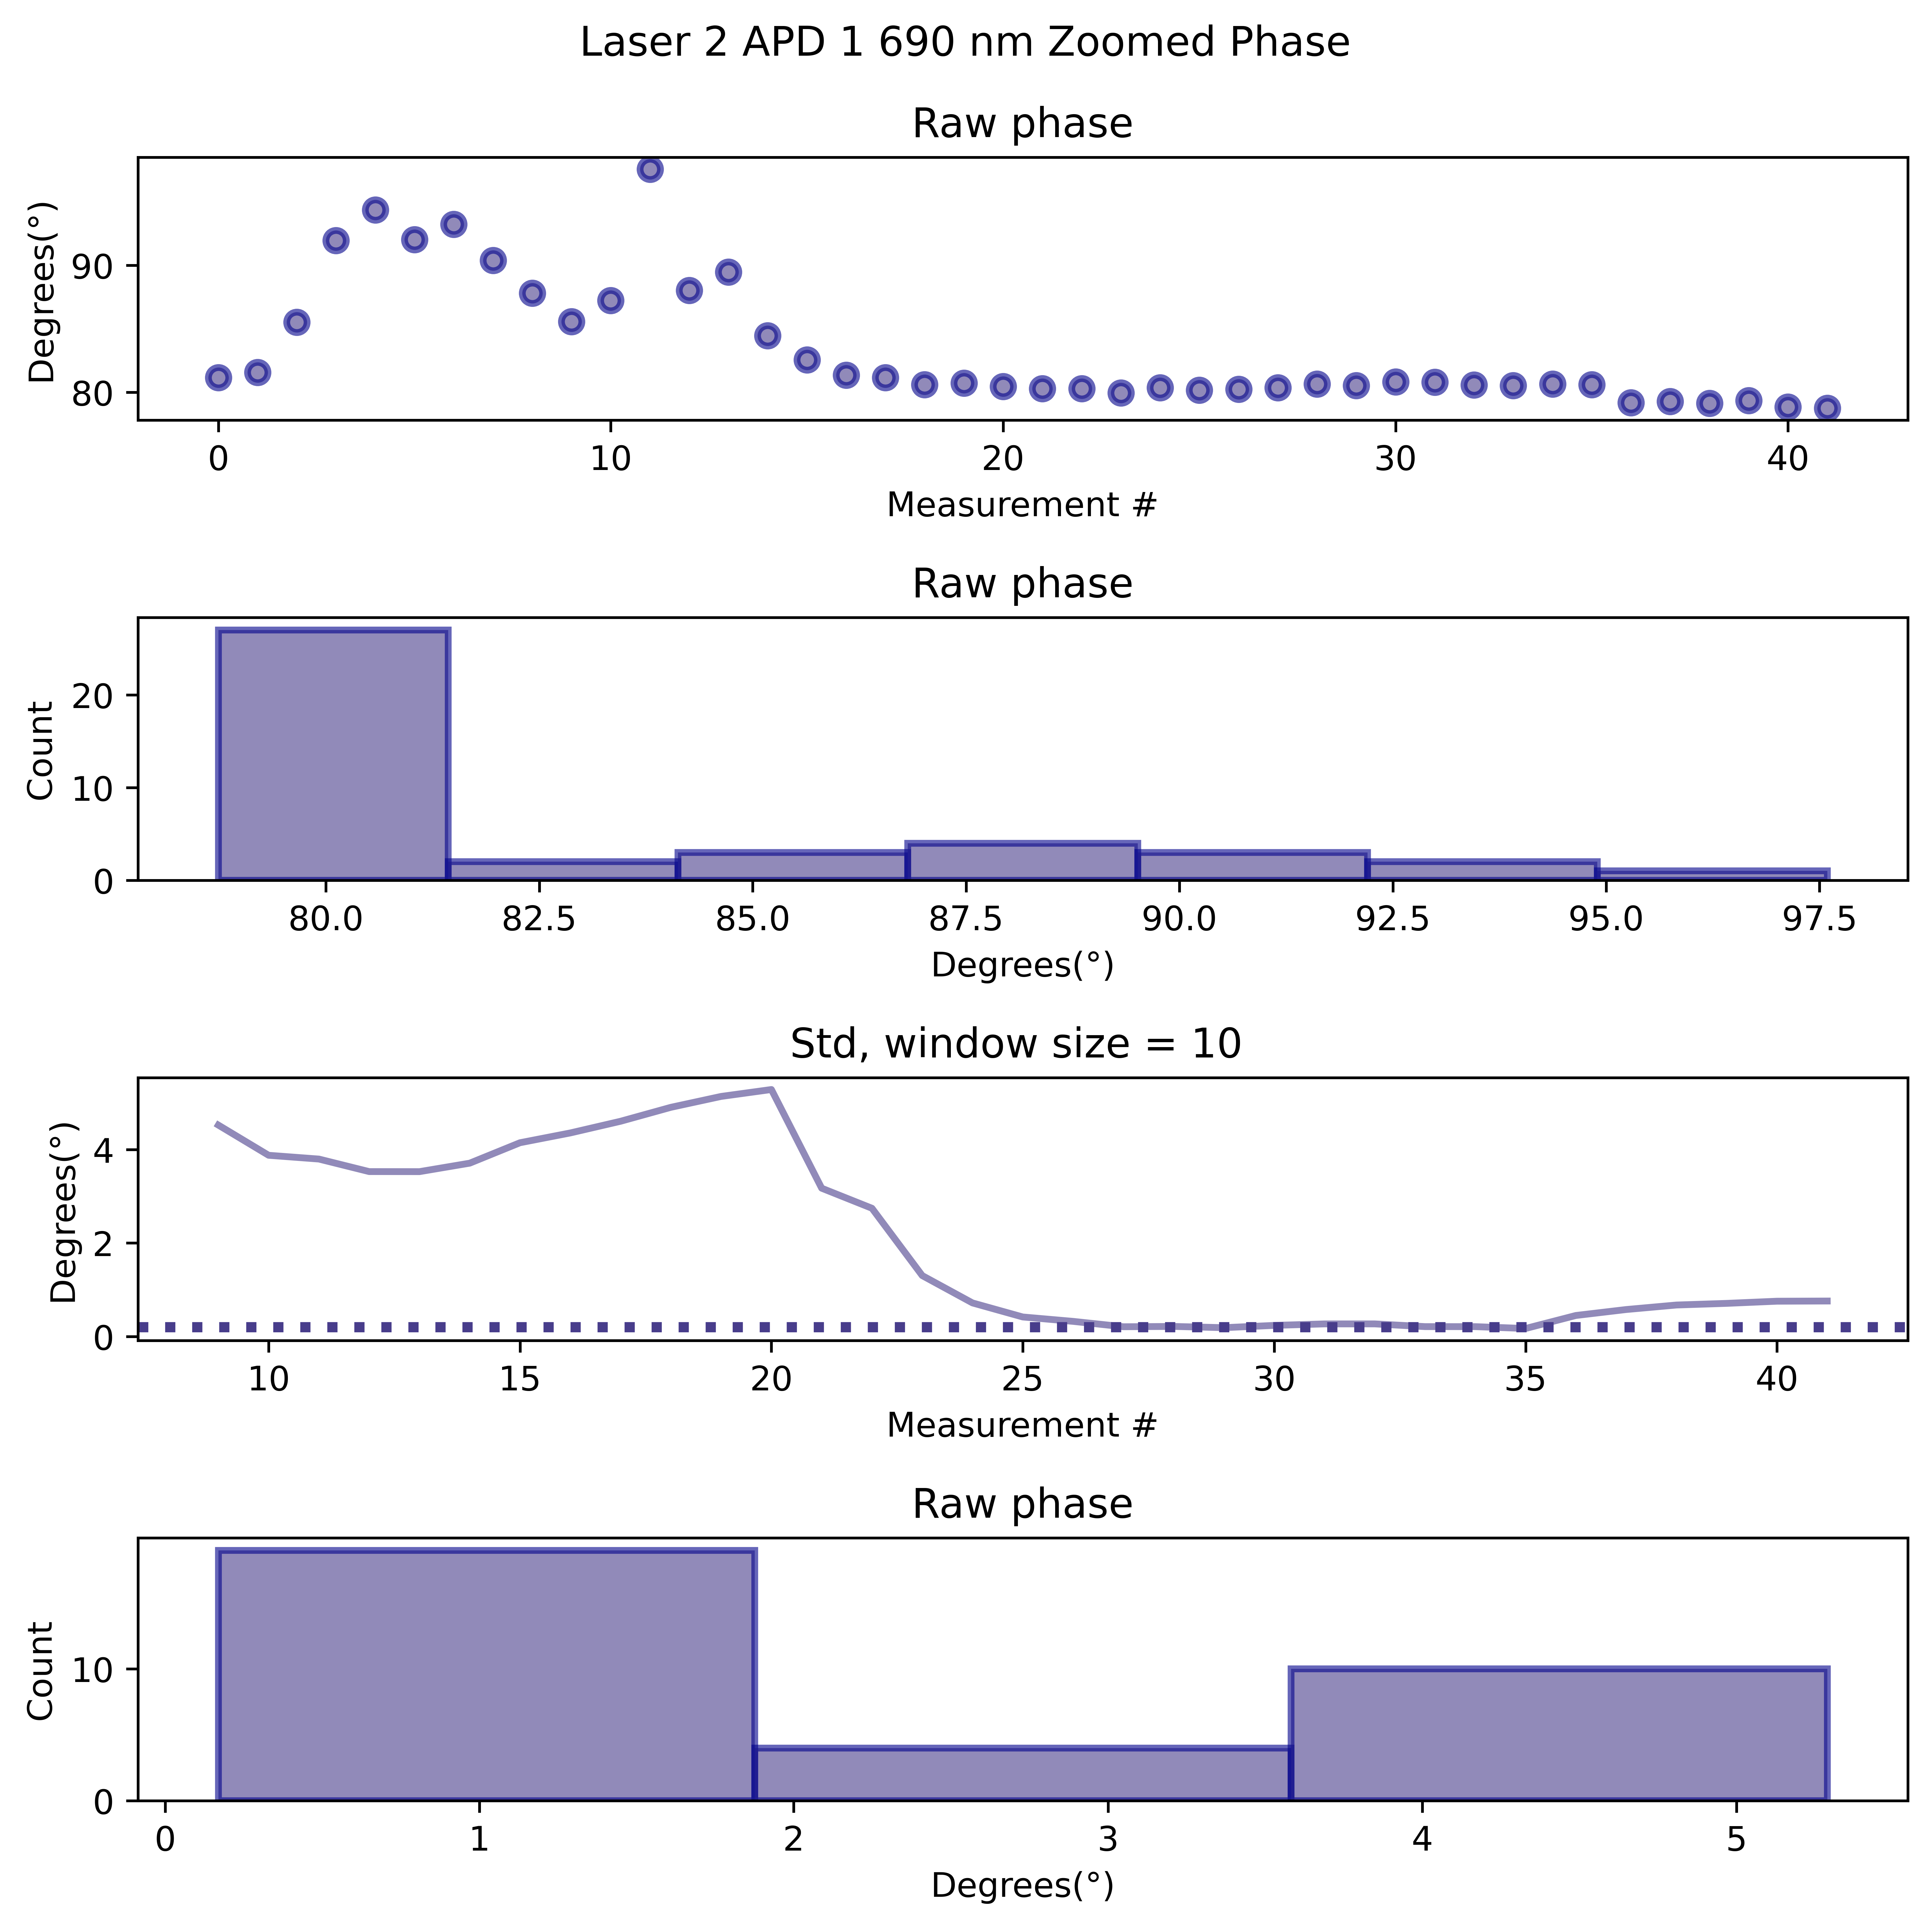 Laser 2 APD 1 690 nm Zoomed Phase
Raw phase
Degrees(°)
90
80
0 10 20 30 40
Measurement #
Raw phase
Count
20
10
0
80.0 82.5 85.0 87.5 90.0 92.5 95.0 97.5
Degrees(°)
Std, window size = 10
Degrees(°)
4
2
0
10 15 20 25 30 35 40
Measurement #
Raw phase
Count
10
0
0 1 2 3 4 5
Degrees(°)